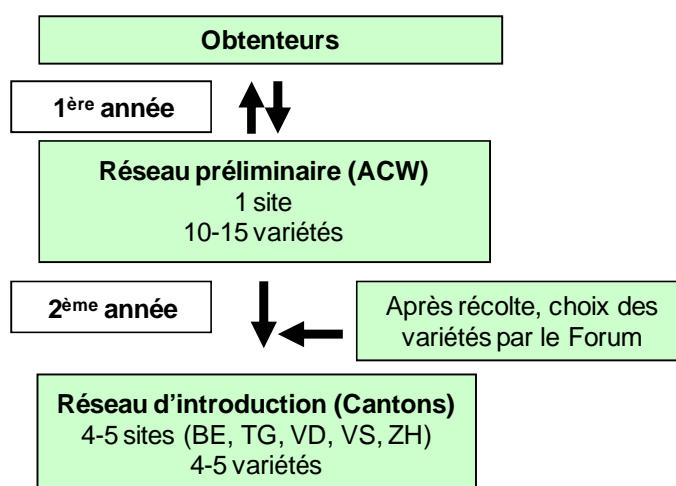 Obtenteurs
1ère année
Réseau préliminaire (ACW)
1 site
10-15 variétés
2ème année
Après récolte, choix des
variétés par le Forum
Réseau d'introduction (Cantons)
4-5 sites (BE, TG, VD, VS, ZH)
4-5 variétés